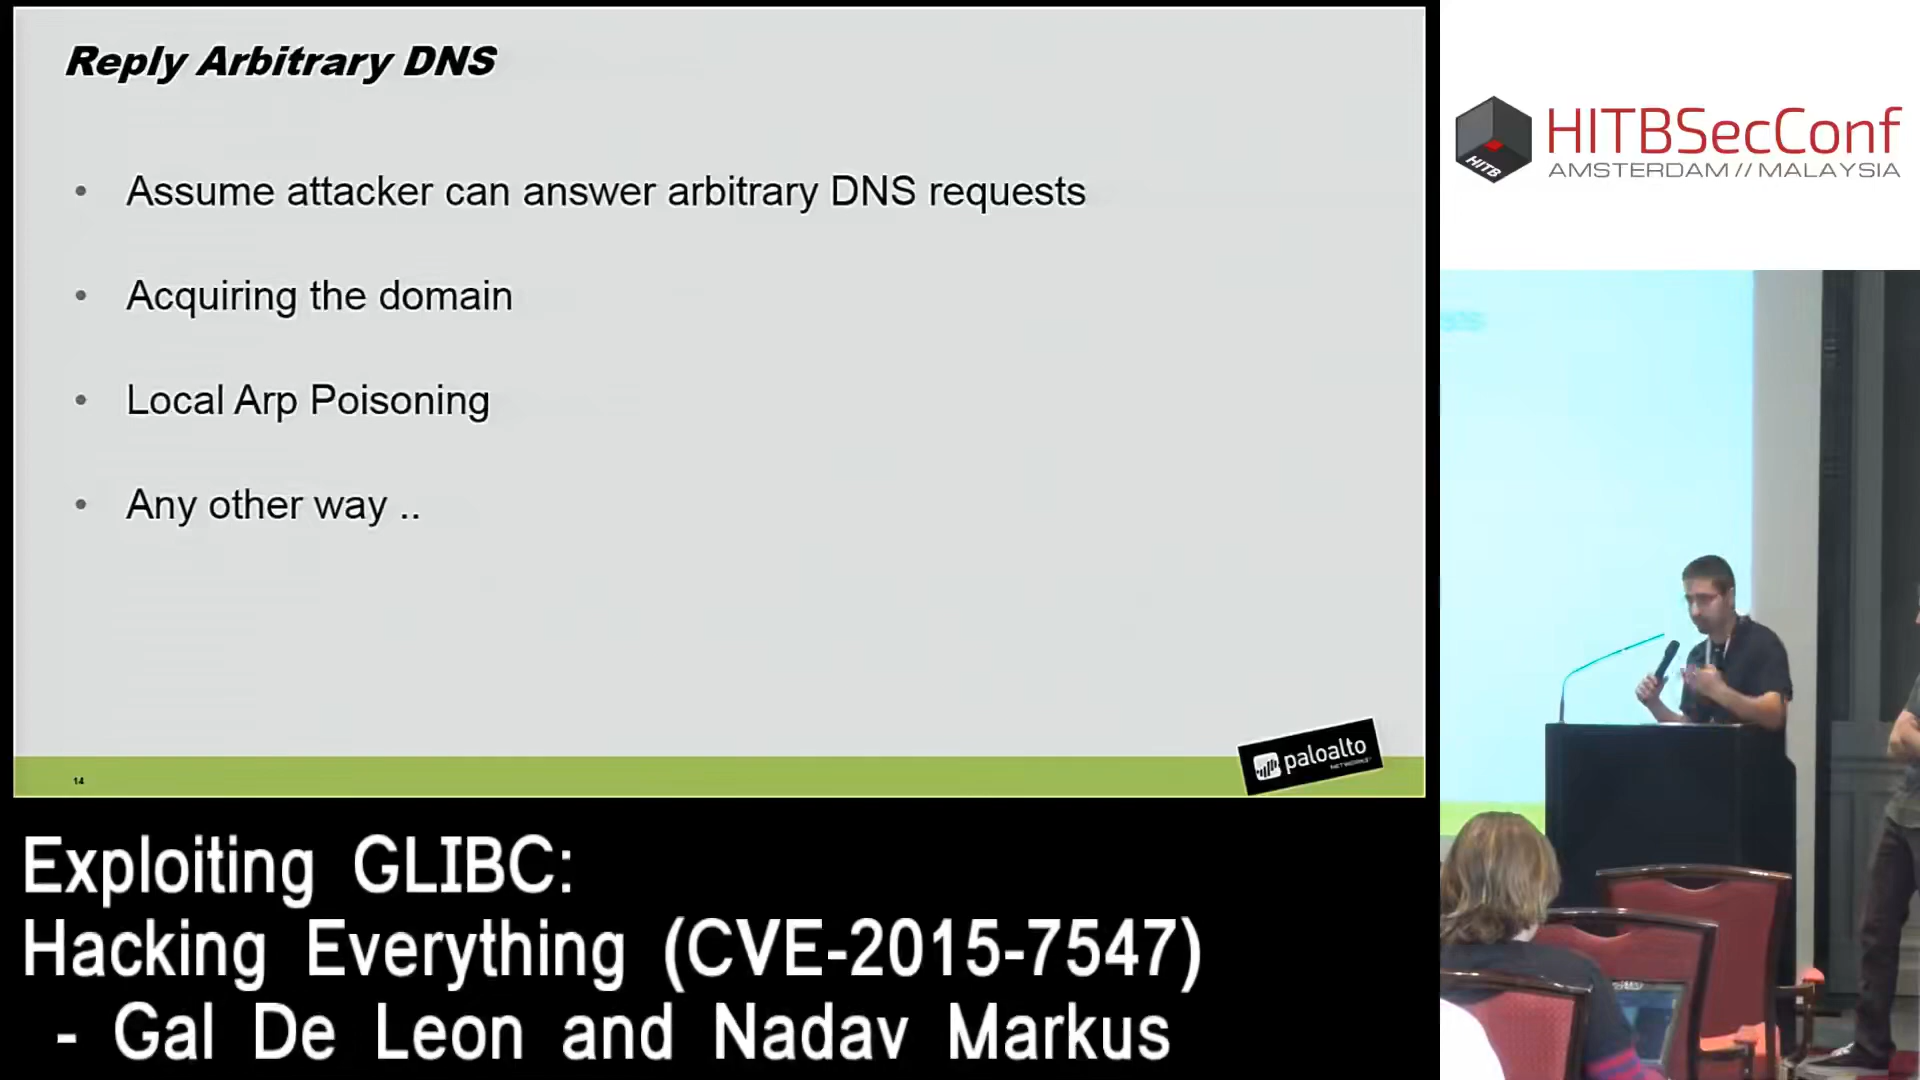 Reply Arbitrary DNS
• Assume attacker can answer arbitrary DNS requests
• Acquiring the domain
• Local Arp Poisoning
• Any other way ..
14
paloalto
NETWORKS
HITB
HITBSecConf
AMSTERDAM // MALAYSIA
Exploiting GLIBC:
Hacking Everything (CVE-2015-7547)
- Gal De Leon and Nadav Markus